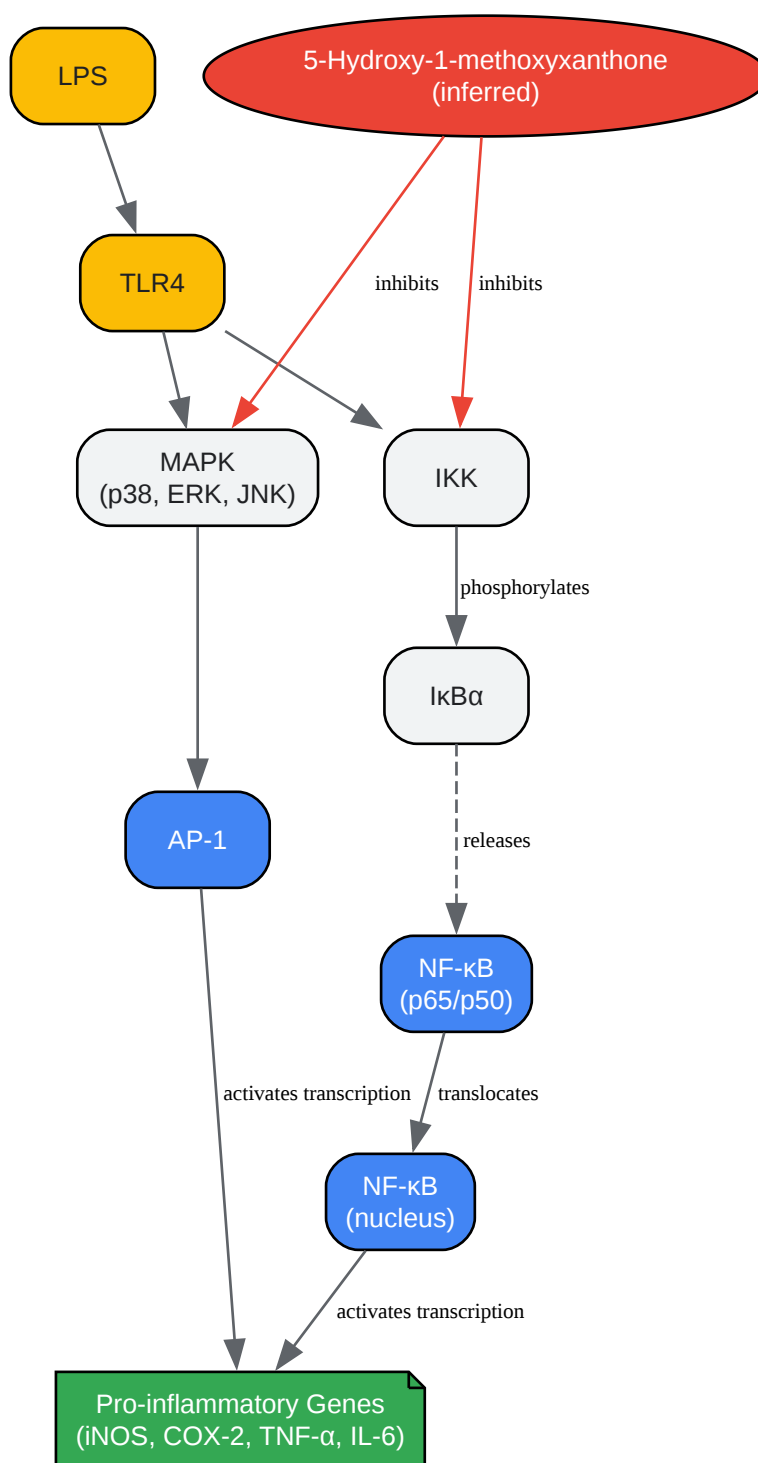 LPS
5-Hydroxy-1-methoxyxanthone
(inferred)
TLR4
inhibits
inhibits
MAPK
(p38, ERK, JNK)
IKK
phosphorylates
IκBα
AP-1
releases
NF-κB
(p65/p50)
activates transcription
translocates
NF-κB
(nucleus)
activates transcription
Pro-inflammatory Genes
(iNOS, COX-2, TNF-α, IL-6)